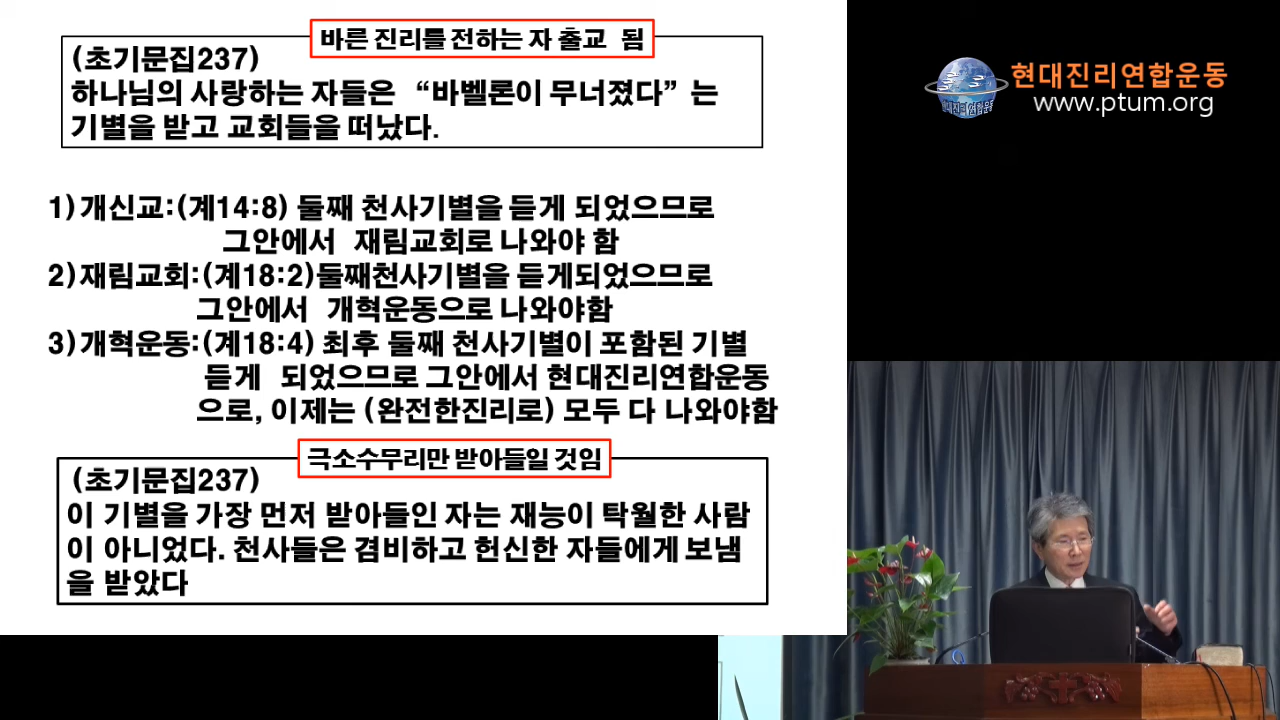 바른 진리를 전하는 자 출교 됨
(초기문집237)
하나님의 사랑하는 자들은 “바벨론이 무너졌다” 는
기별을 받고 교회들을 떠났다.
1)개신교:(계14:8) 둘째 천사기별을 듣게 되었으므로
그안에서 재림교회로 나와야 함
2)재림교회:(계18:2)둘째천사기별을 듣게되었으므로
그안에서 개혁운동으로 나와야함
3)개혁운동:(계18:4) 최후 둘째 천사기별이 포함된 기별
듣게 되었으므로 그안에서 현대진리연합운동
으로, 이제는 (완전한진리로) 모두 다 나와야함
극소수무리만 받아들일 것임
(초기문집237)
이 기별을 가장 먼저 받아들인 자는 재능이 탁월한 사람
이 아니었다. 천사들은 겸비하고 헌신한 자들에게 보냄
을 받았다
현대진리연합운동
현대진리연합운동
www.ptum.org